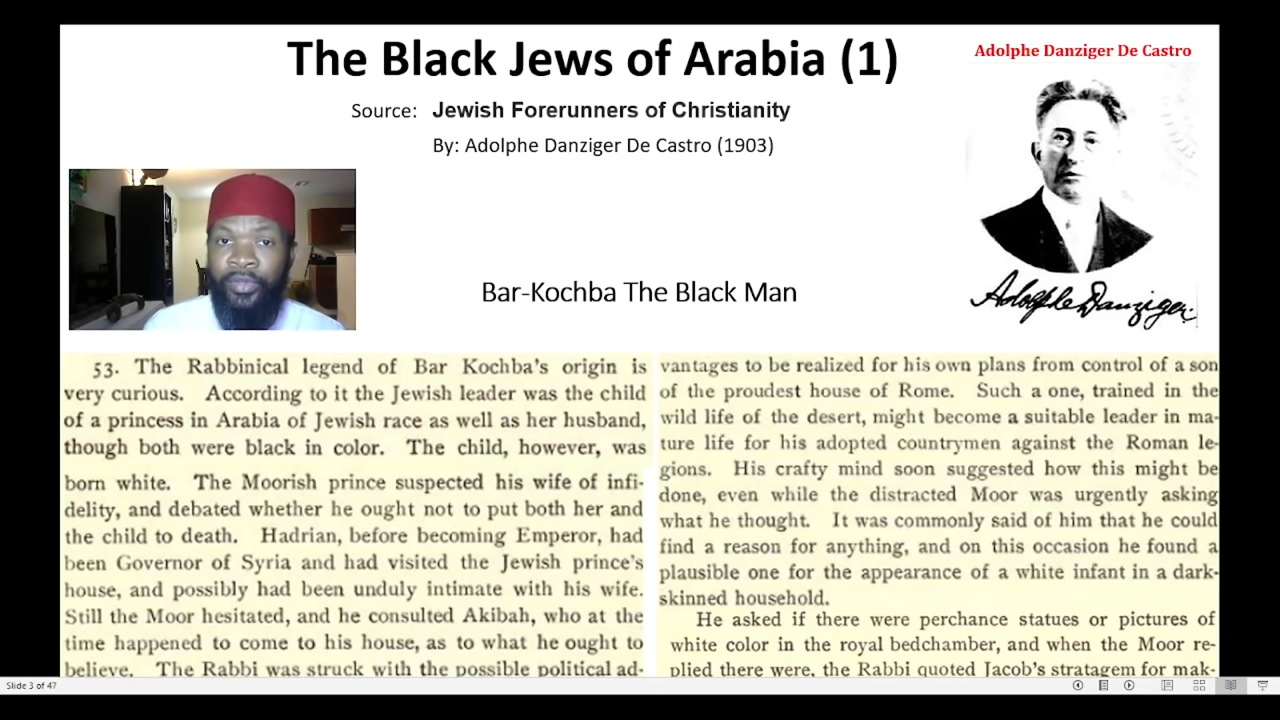 The Black Jews of Arabia (1)
Adolphe Danziger De Castro
Source: Jewish Forerunners of Christianity
By: Adolphe Danziger De Castro (1903)
Bar-Kochba The Black Man
Adolphe Danziger
53. The Rabbinical legend of Bar Kochba's origin is
very curious. According to it the Jewish leader was the child
of a princess in Arabia of Jewish race as well as her husband,
though both were black in color. The child, however, was
born white. The Moorish prince suspected his wife of infi-
delity, and debated whether he ought not to put both her and
the child to death. Hadrian, before becoming Emperor, had
been Governor of Syria and had visited the Jewish prince's
house, and possibly had been unduly intimate with his wife.
Still the Moor hesitated, and he consulted Akibah, who at the
time happened to come to his house, as to what he ought to
believe. The Rabbi was struck with the possible political ad-
vantages to be realized for his own plans from control of a son
of the proudest house of Rome. Such a one, trained in the
wild life of the desert, might become a suitable leader in ma-
ture life for his adopted countrymen against the Roman le-
gions. His crafty mind soon suggested how this might be
done, even while the distracted Moor was urgently asking
what he thought. It was commonly said of him that he could
find a reason for anything, and on this occasion he found a
plausible one for the appearance of a white infant in a dark-
skinned household.
He asked if there were perchance statues or pictures of
white color in the royal bedchamber, and when the Moor re-
plied there were, the Rabbi quoted Jacob's stratagem for mak-
Slide 3 of 47